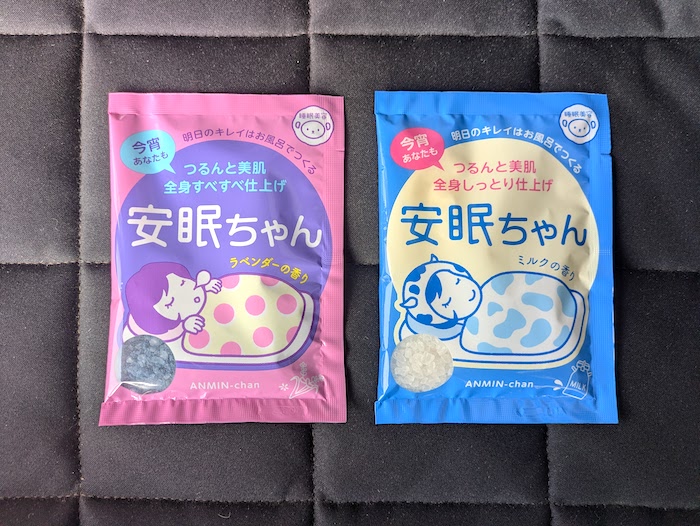 睡眠美容
明日のキレイはお風呂でつくる
今宵
あなたも
つるんと美肌
全身すべすべ仕上げ
安眠ちゃん
ラベンダーの香り
ANMIN-chan
睡眠美容
明日のキレイはお風呂でつくる
今宵
あなたも
つるんと美肌
全身しっとり仕上げ
安眠ちゃん
ミルクの香り
ANMIN-chan
MILK